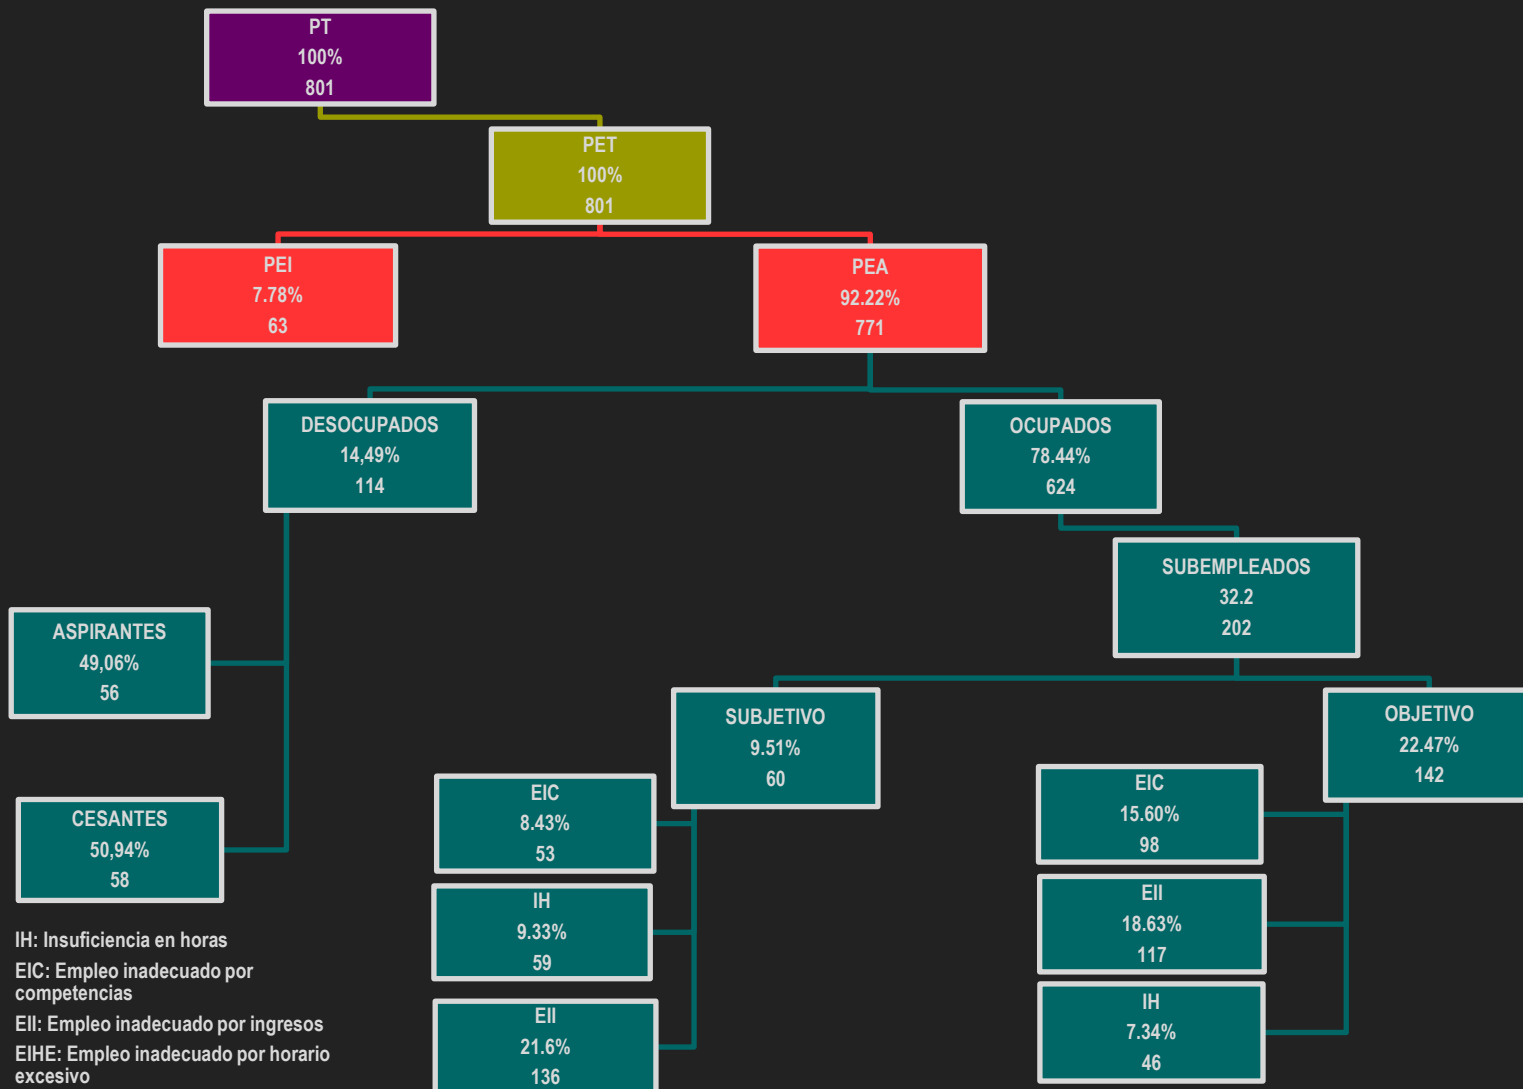 PT
100%
801
PET
100%
801
PEI
7.78%
63
PEA
92.22%
771
DESOCUPADOS
14,49%
114
OCUPADOS
78.44%
624
SUBEMPLEADOS
32.2
202
ASPIRANTES
49,06%
56
SUBJETIVO
9.51%
60
OBJETIVO
22.47%
142
CESANTES
50,94%
58
EIC
8.43%
53
IH
9.33%
59
EII
21.6%
136
EIC
15.60%
98
EII
18.63%
117
IH
7.34%
46
IH: Insuficiencia en horas
EIC: Empleo inadecuado por
competencias
EII: Empleo inadecuado por ingresos
EIHE: Empleo inadecuado por horario
excesivo